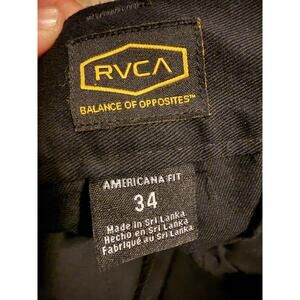 RVCA
BALANCE OF OPPOSITES™
AMERICANA FIT
34
Made in Sri Lanka
Hecho en Sri Lanka
Fabriqué au Sri Lanka